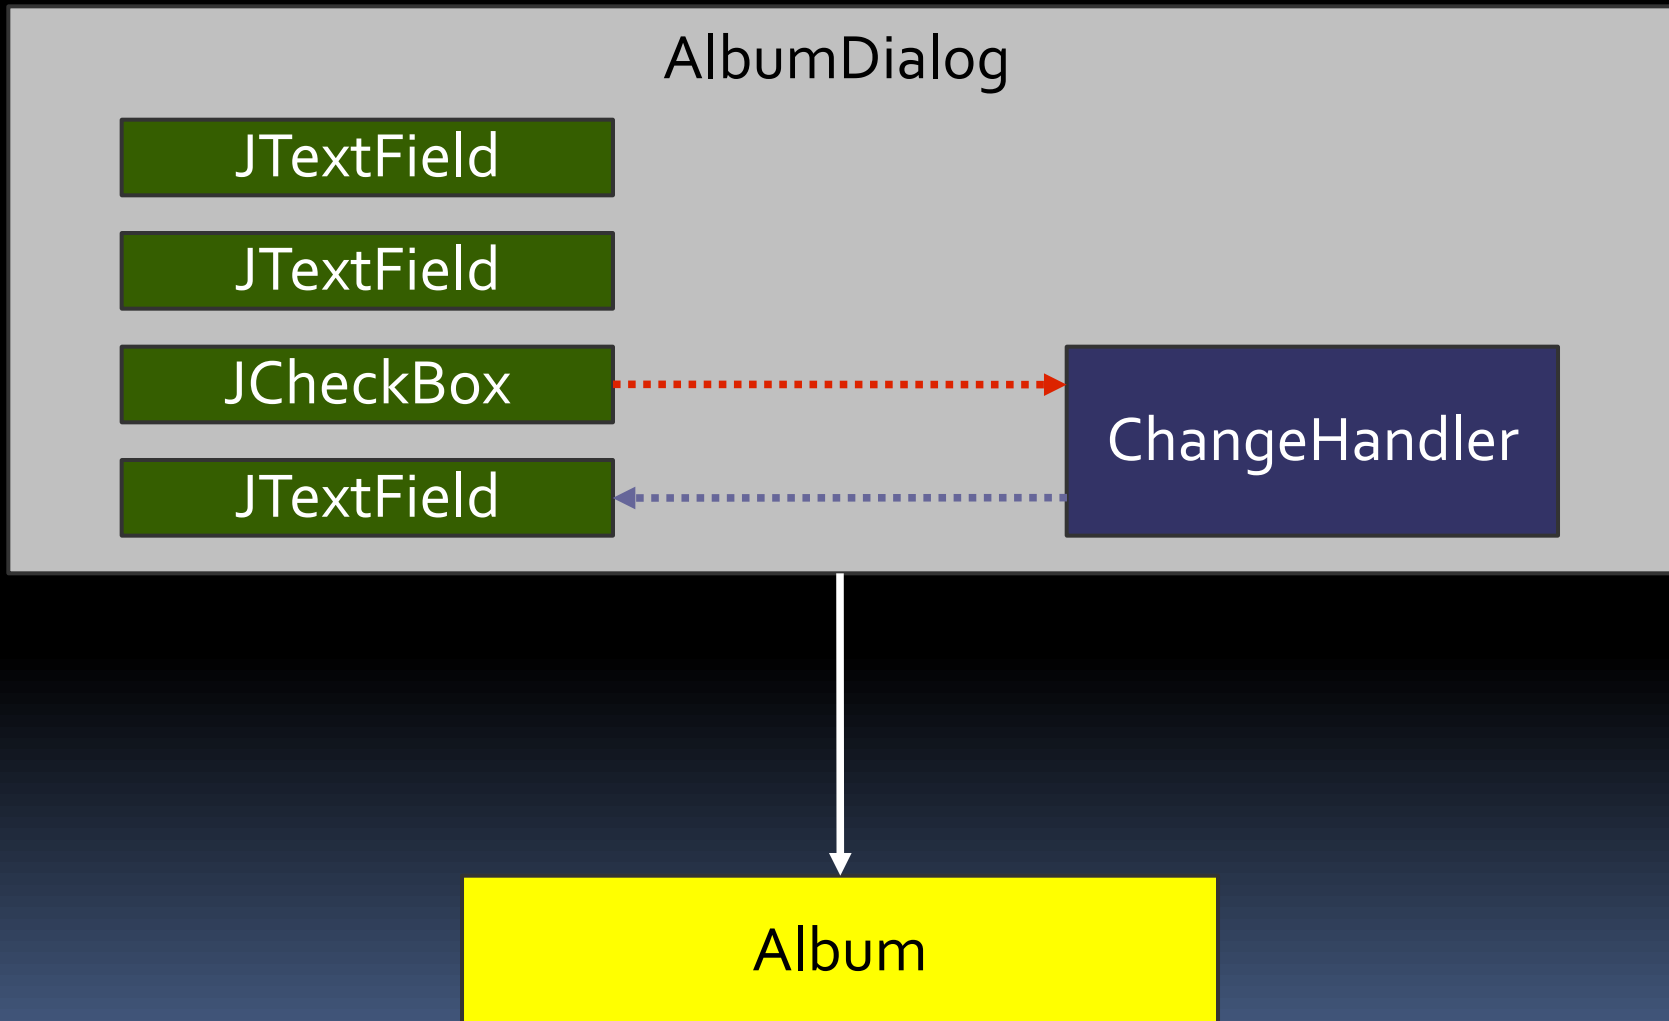 AlbumDialog
JTextField
JTextField
JCheckBox
ChangeHandler
JTextField
Album